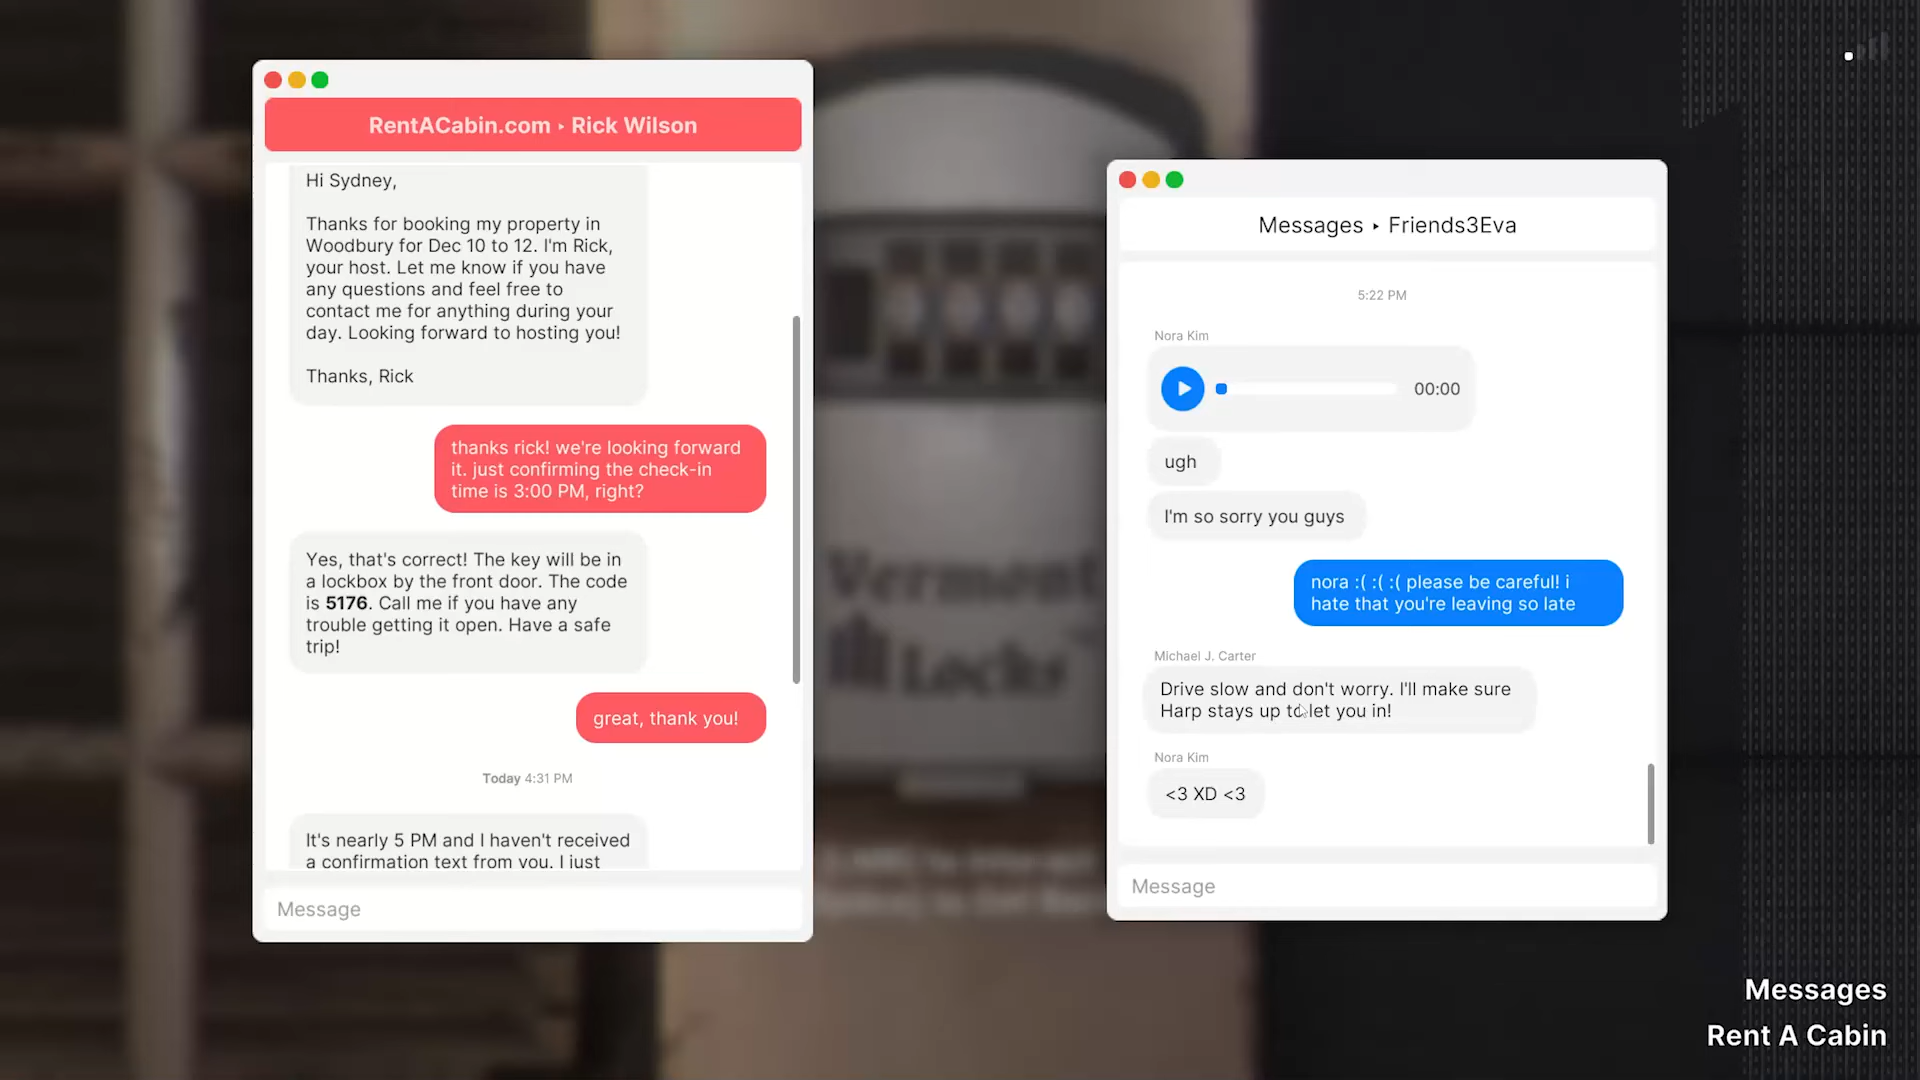 RentACabin.com ‣ Rick Wilson
Hi Sydney,
Thanks for booking my property in
Woodbury for Dec 10 to 12. I'm Rick,
your host. Let me know if you have
any questions and feel free to
contact me for anything during your
day. Looking forward to hosting you!
Thanks, Rick
thanks rick! we're looking forward
it. just confirming the check-in
time is 3:00 PM, right?
Yes, that's correct! The key will be in
a lockbox by the front door. The code
is 5176. Call me if you have any
trouble getting it open. Have a safe
trip!
great, thank you!
Today 4:31 PM
It's nearly 5 PM and I haven't received
a confirmation text from you. I just
Message
Vermont
Locks
Messages ‣ Friends3Eva
5:22 PM
Nora Kim
00:00
ugh
I'm so sorry you guys
nora :( :( :( please be careful! i
hate that you're leaving so late
Michael J. Carter
Drive slow and don't worry. I'll make sure
Harp stays up to let you in!
Nora Kim
<3 XD <3
Message
Messages
Rent A Cabin